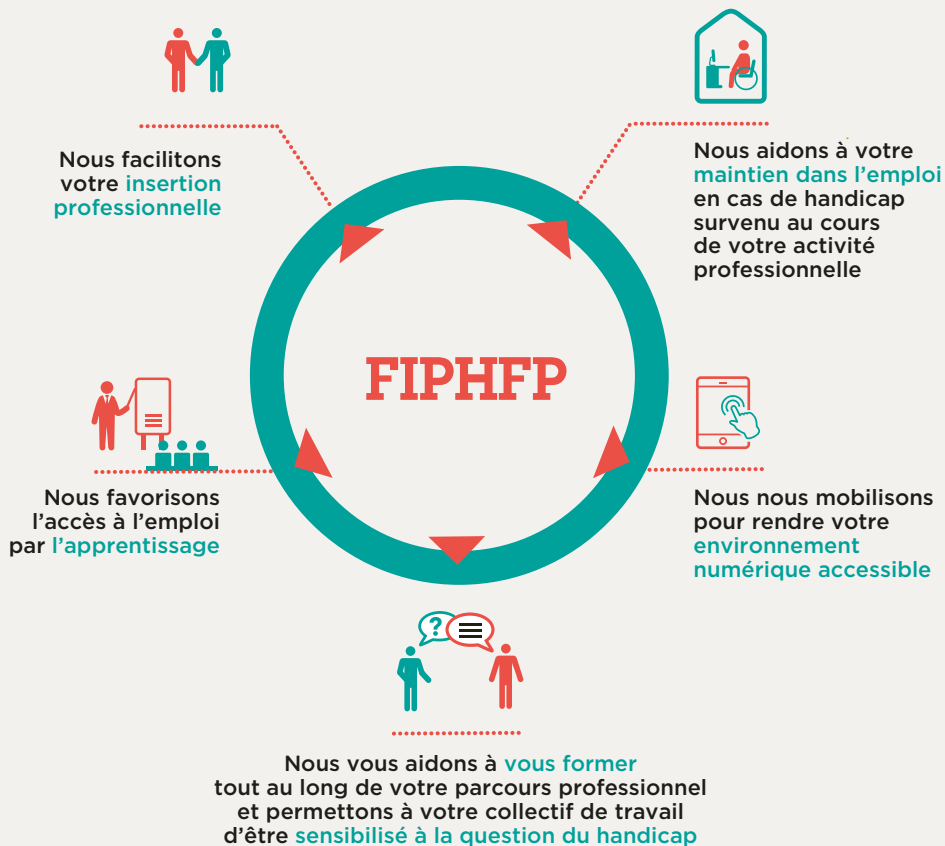 Nous facilitons
votre insertion
professionnelle
Nous aidons à votre
maintien dans l'emploi
en cas de handicap
survenu au cours
de votre activité
professionnelle
FIPHFP
Nous favorisons
l'accès à l'emploi
par l'apprentissage
Nous nous mobilisons
pour rendre votre
environnement
numérique accessible
?
Nous vous aidons à vous former
tout au long de votre parcours professionnel
et permettons à votre collectif de travail
d'être sensibilisé à la question du handicap